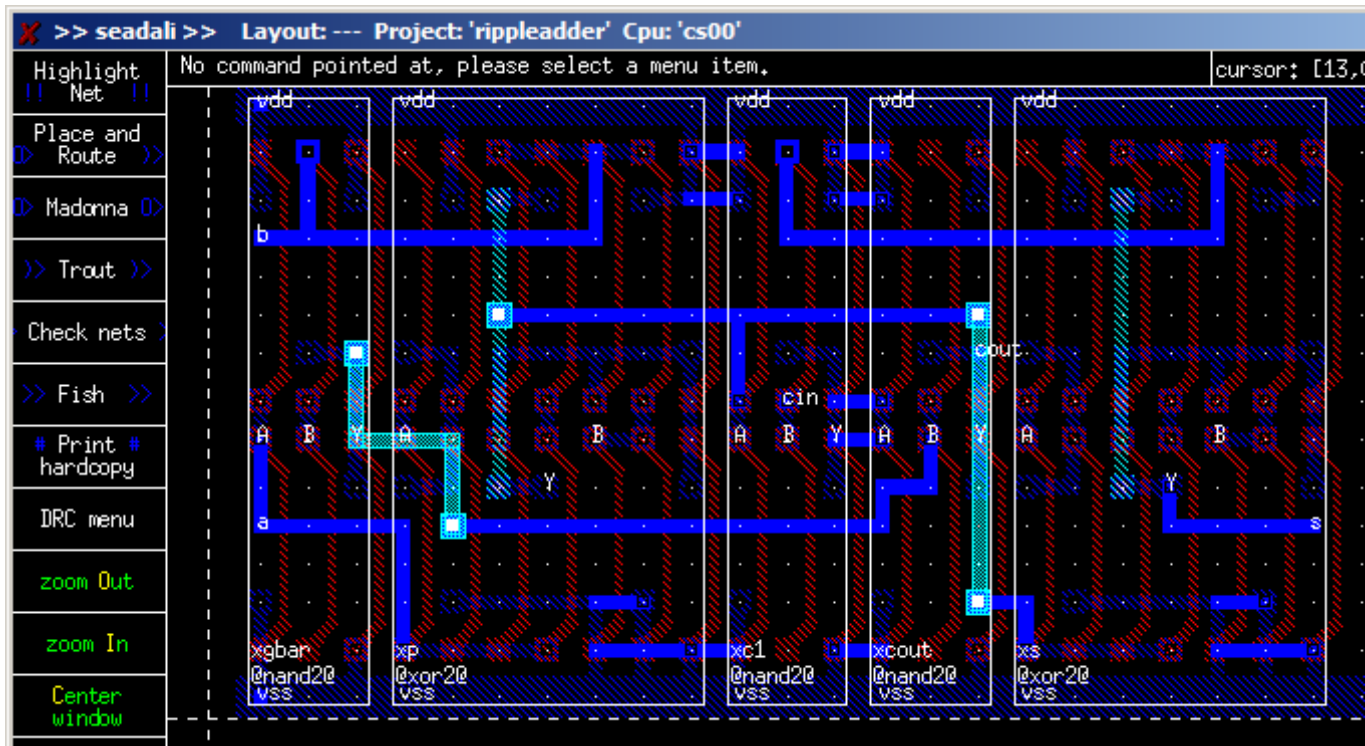 >> seadali >> Layout: --- Project: 'rippleadder' Cpu: 'cs00'
No command pointed at, please select a menu item.
cursor: [13,0
Highlight
!! Net !!
Place and
Route >>
Madonna
>> Trout >>
Check nets
>> Fish >>
# Print #
hardcopy
DRC menu
zoom Out
zoom In
Center
window
vdd vdd vdd vdd vdd
b
cout
cin
A B Y A B A B Y A B Y A B
Y Y
a s
xgbar xp xc1 xcout xs
@nand2@ @xor2@ @nand2@ @nand2@ @xor2@
vss vss vss vss vss